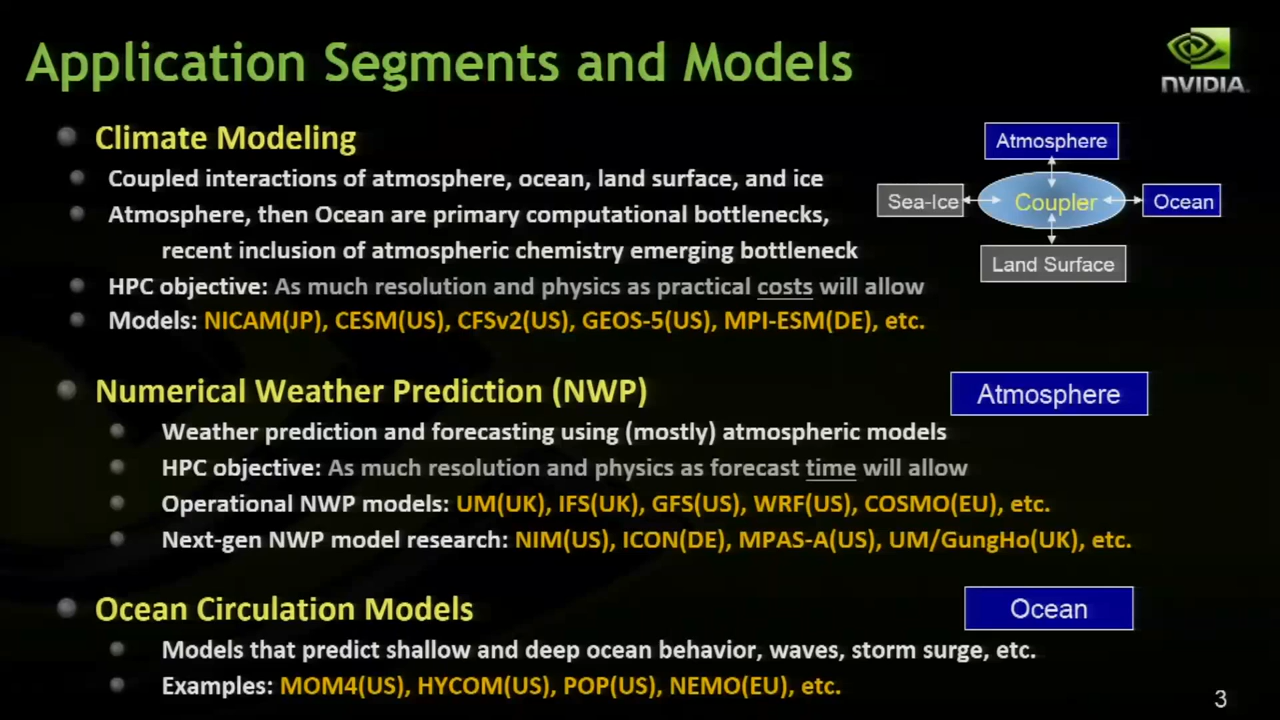 Application Segments and Models
NVIDIA.
Climate Modeling
Coupled interactions of atmosphere, ocean, land surface, and ice
Atmosphere, then Ocean are primary computational bottlenecks,
recent inclusion of atmospheric chemistry emerging bottleneck
HPC objective: As much resolution and physics as practical costs will allow
Models: NICAM(JP), CESM(US), CFSv2(US), GEOS-5(US), MPI-ESM(DE), etc.
Atmosphere
Sea-Ice
Coupler
Ocean
Land Surface
Numerical Weather Prediction (NWP)
Atmosphere
Weather prediction and forecasting using (mostly) atmospheric models
HPC objective: As much resolution and physics as forecast time will allow
Operational NWP models: UM(UK), IFS(UK), GFS(US), WRF(US), COSMO(EU), etc.
Next-gen NWP model research: NIM(US), ICON(DE), MPAS-A(US), UM/GungHo(UK), etc.
Ocean Circulation Models
Ocean
Models that predict shallow and deep ocean behavior, waves, storm surge, etc.
Examples: MOM4(US), HYCOM(US), POP(US), NEMO(EU), etc.
3